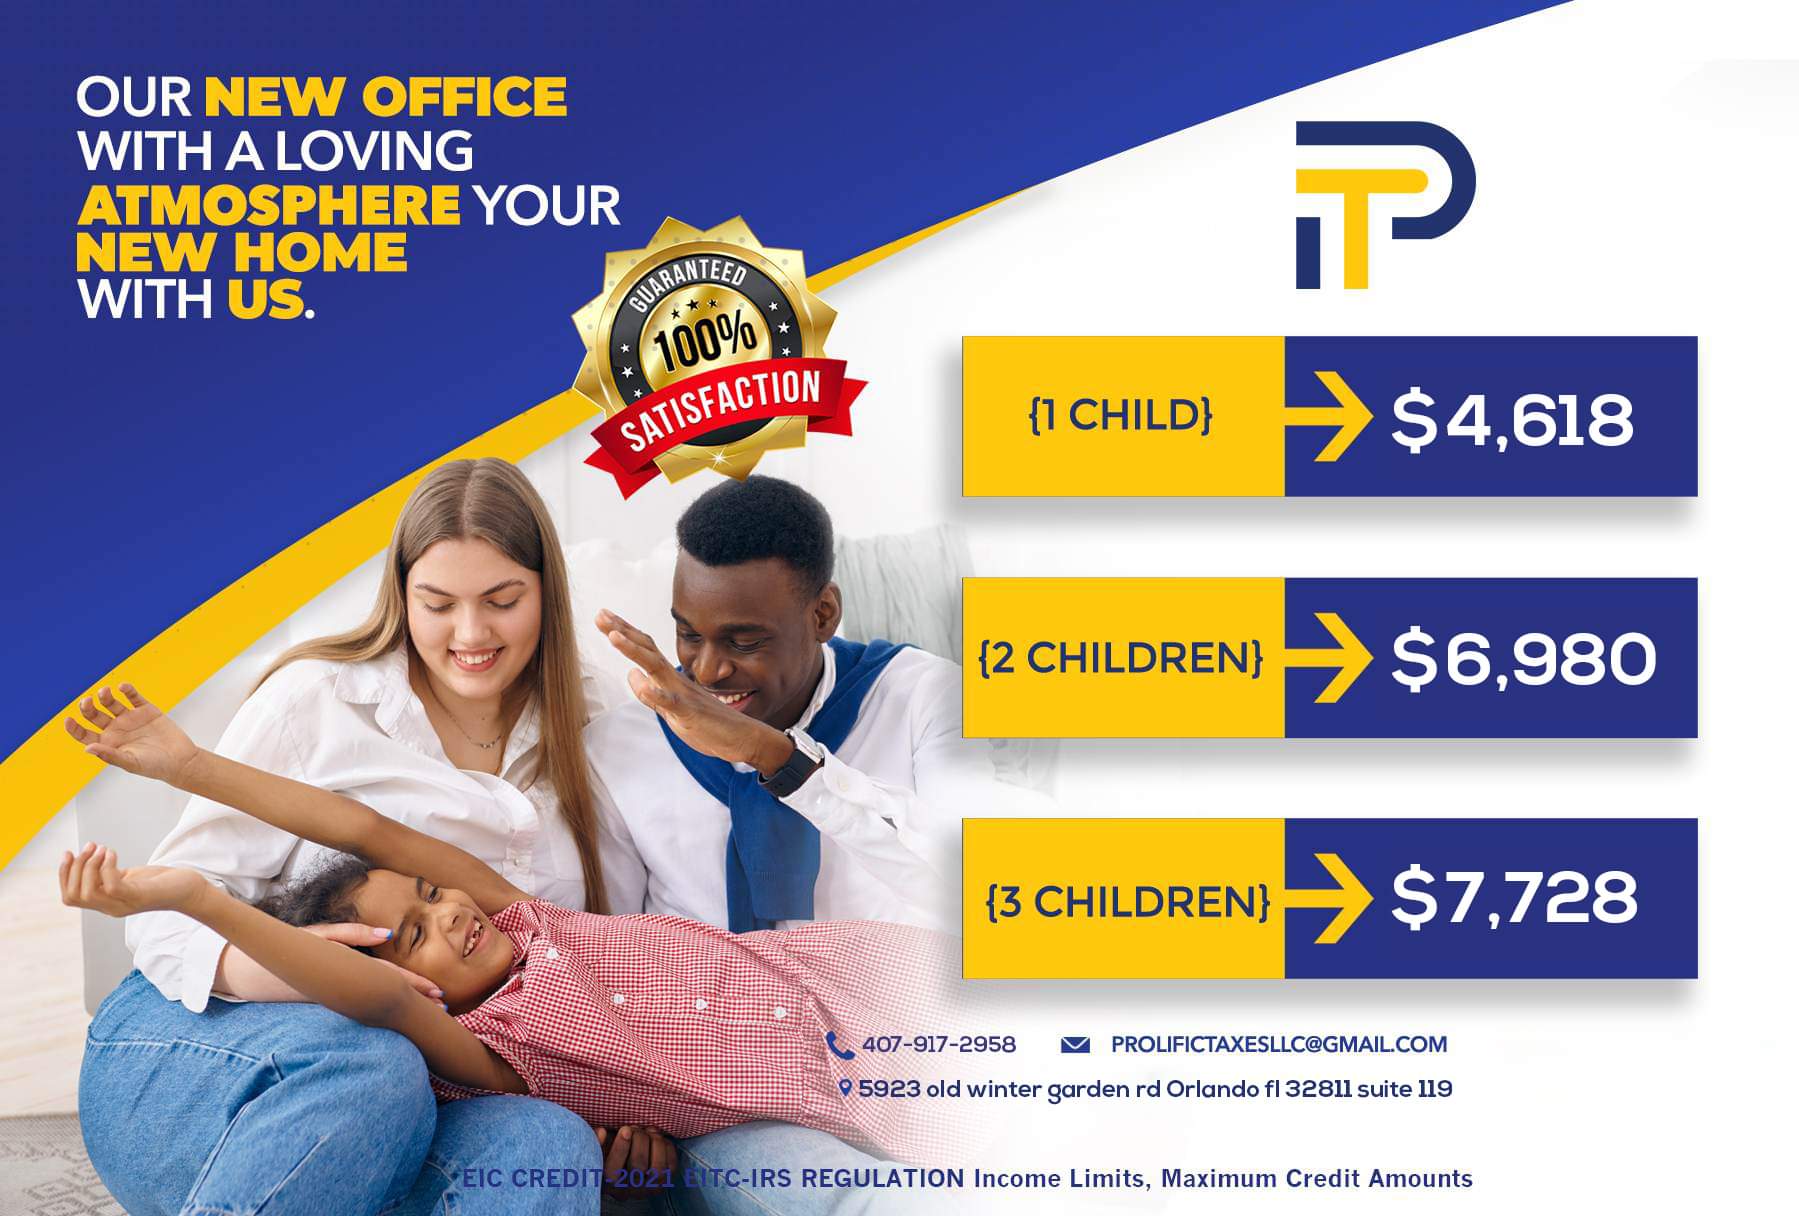 OUR NEW OFFICE
WITH A LOVING
ATMOSPHERE YOUR
NEW HOME
WITH US.
GUARANTEED
100%
SATISFACTION
TP
{1 CHILD} $4,618
{2 CHILDREN} $6,980
{3 CHILDREN} $7,728
407-917-2958 PROLIFICTAXESLLC@GMAIL.COM
5923 old winter garden rd Orlando fl 32811 suite 119
EIC CREDIT-2021 EITC-IRS REGULATION Income Limits, Maximum Credit Amounts